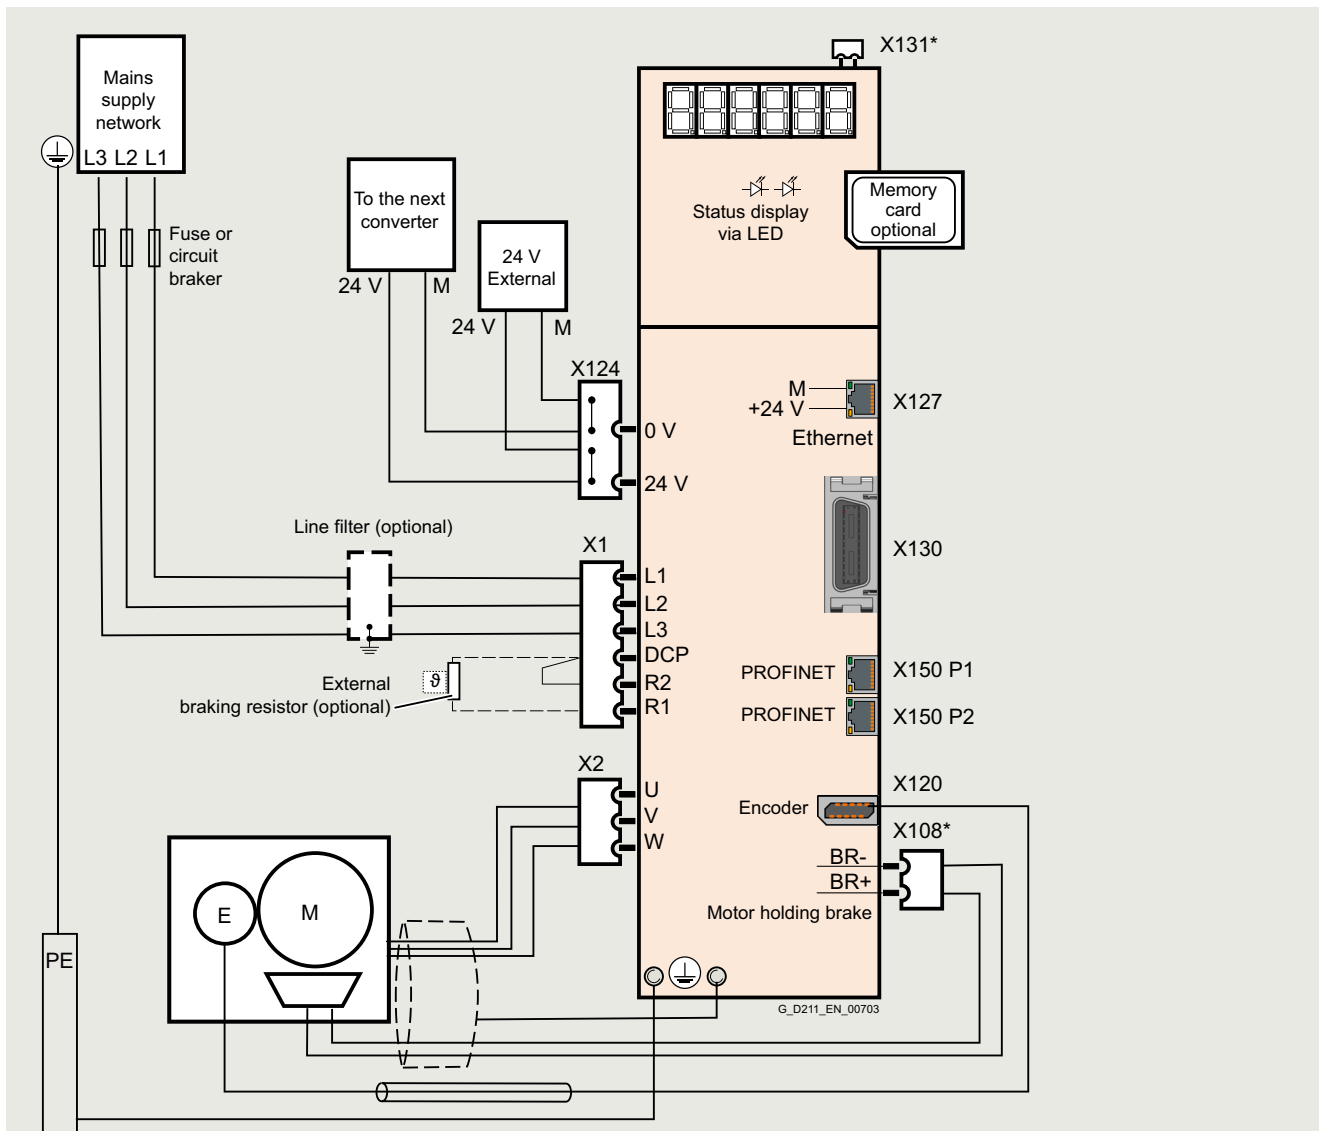 X131*
Mains
supply
network
L3 L2 L1
Fuse or
circuit
braker
To the next
converter
24 V
M
24 V
External
24 V
M
Status display
via LED
Memory
card
optional
X124
0 V
24 V
M
+24 V
X127
Ethernet
X130
Line filter (optional)
X1
L1
L2
L3
DCP
R2
R1
ϑ
External
braking resistor (optional)
PROFINET
X150 P1
PROFINET
X150 P2
X2
U
V
W
X120
Encoder
X108*
BR-
BR+
Motor holding brake
E
M
PE
G_D211_EN_00703